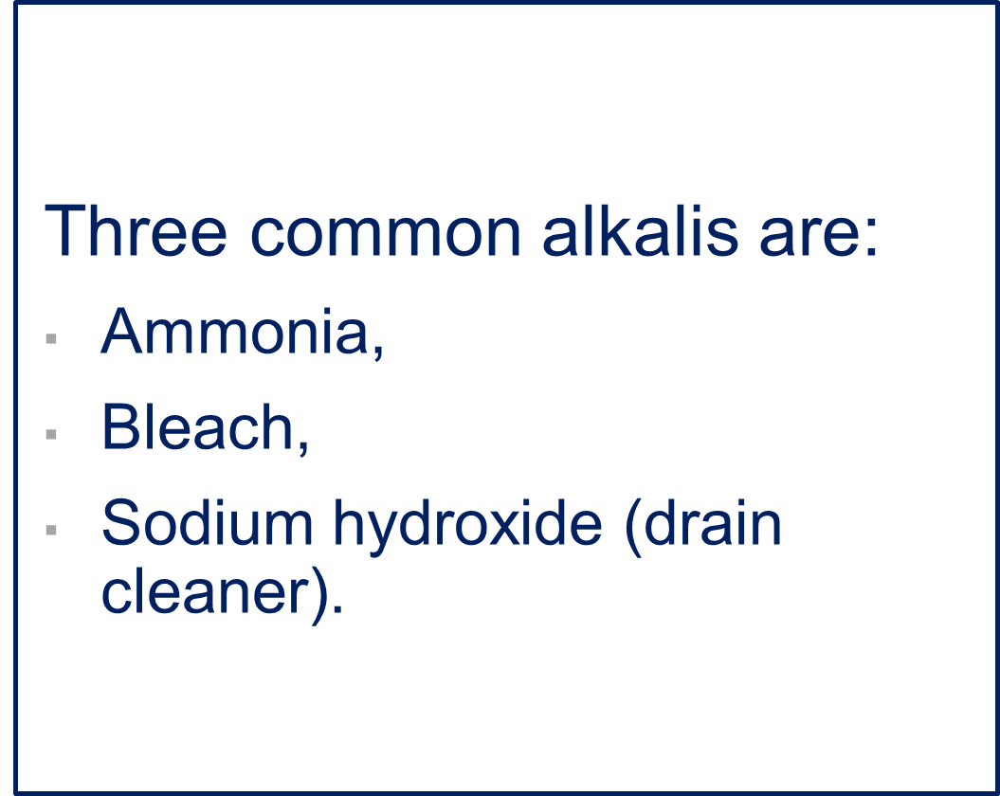 Three common alkalis are:
▪ Ammonia,
▪ Bleach,
▪ Sodium hydroxide (drain
cleaner).